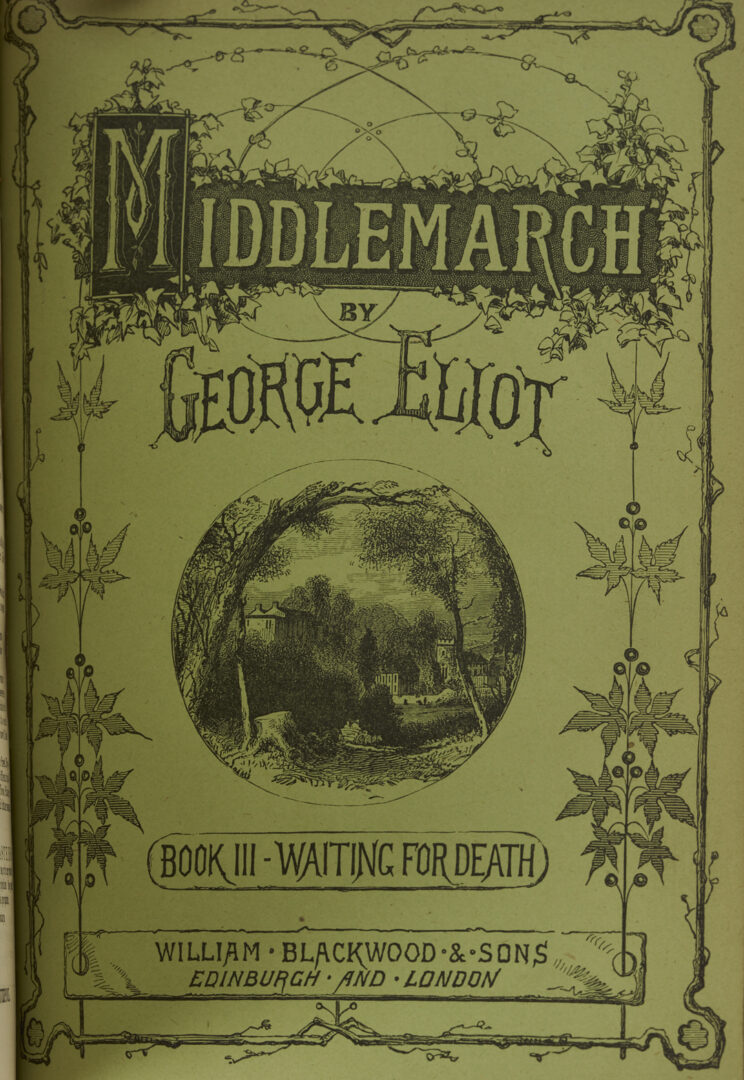 MIDDLEMARCH
BY
GEORGE ELIOT
BOOK III - WAITING FOR DEATH
WILLIAM · BLACKWOOD · & · SONS
EDINBURGH · AND · LONDON